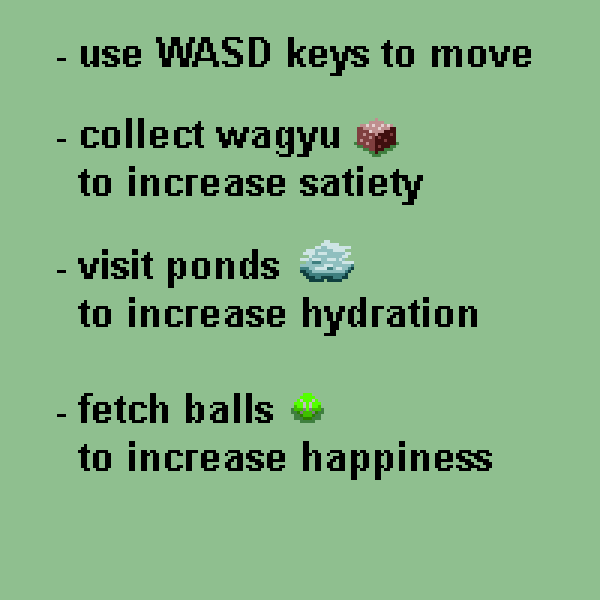 - use WASD keys to move
- collect wagyu
to increase satiety
- visit ponds
to increase hydration
- fetch balls
to increase happiness